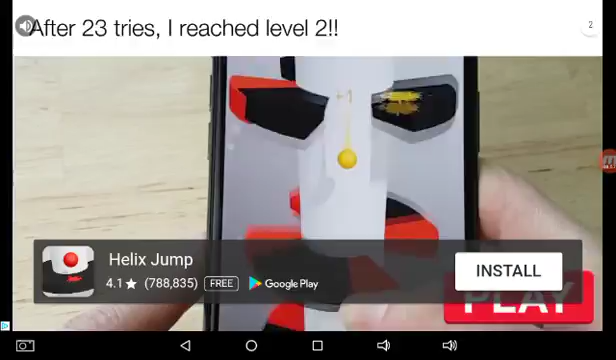 After 23 tries, I reached level 2!!
2
Helix Jump
4.1★ (788,835) FREE Google Play
INSTALL
PLAY